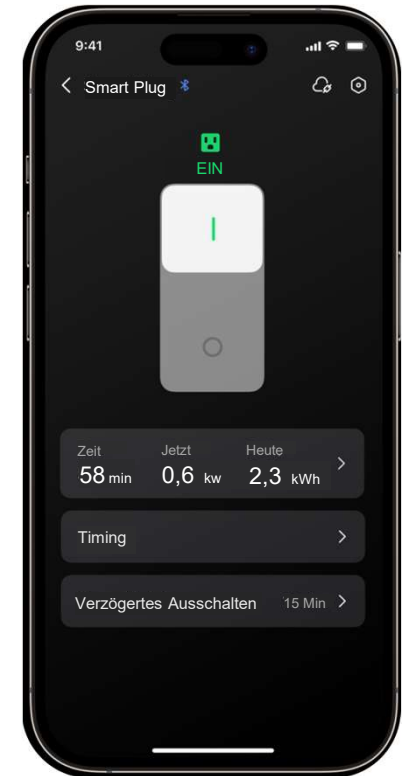 9:41
Smart Plug
EIN
Zeit Jetzt Heute
58 min 0,6 kw 2,3 kWh
Timing
Verzögertes Ausschalten 15 Min